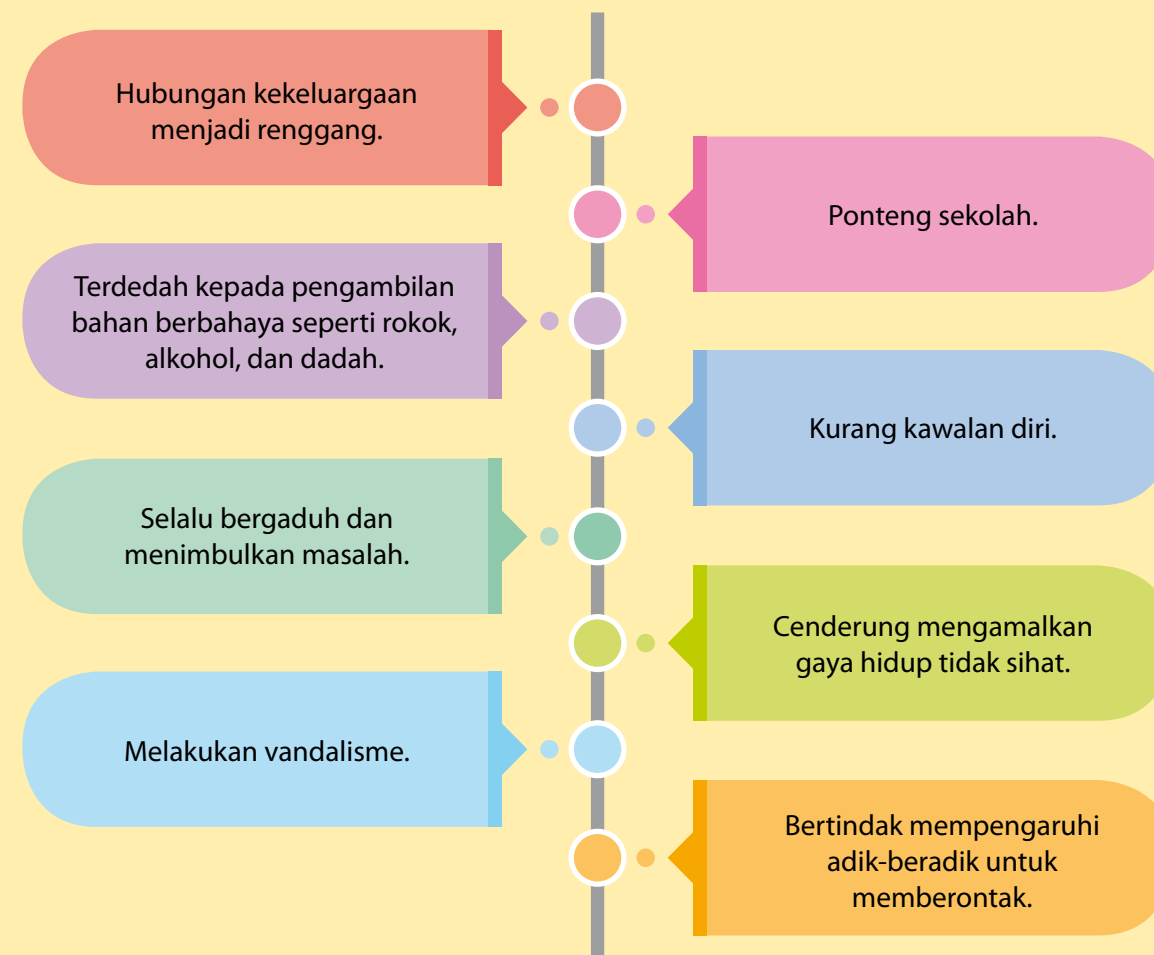 Hubungan kekeluargaan
menjadi renggang.
Ponteng sekolah.
Terdedah kepada pengambilan
bahan berbahaya seperti rokok,
alkohol, dan dadah.
Kurang kawalan diri.
Selalu bergaduh dan
menimbulkan masalah.
Cenderung mengamalkan
gaya hidup tidak sihat.
Melakukan vandalisme.
Bertindak mempengaruhi
adik-beradik untuk
memberontak.